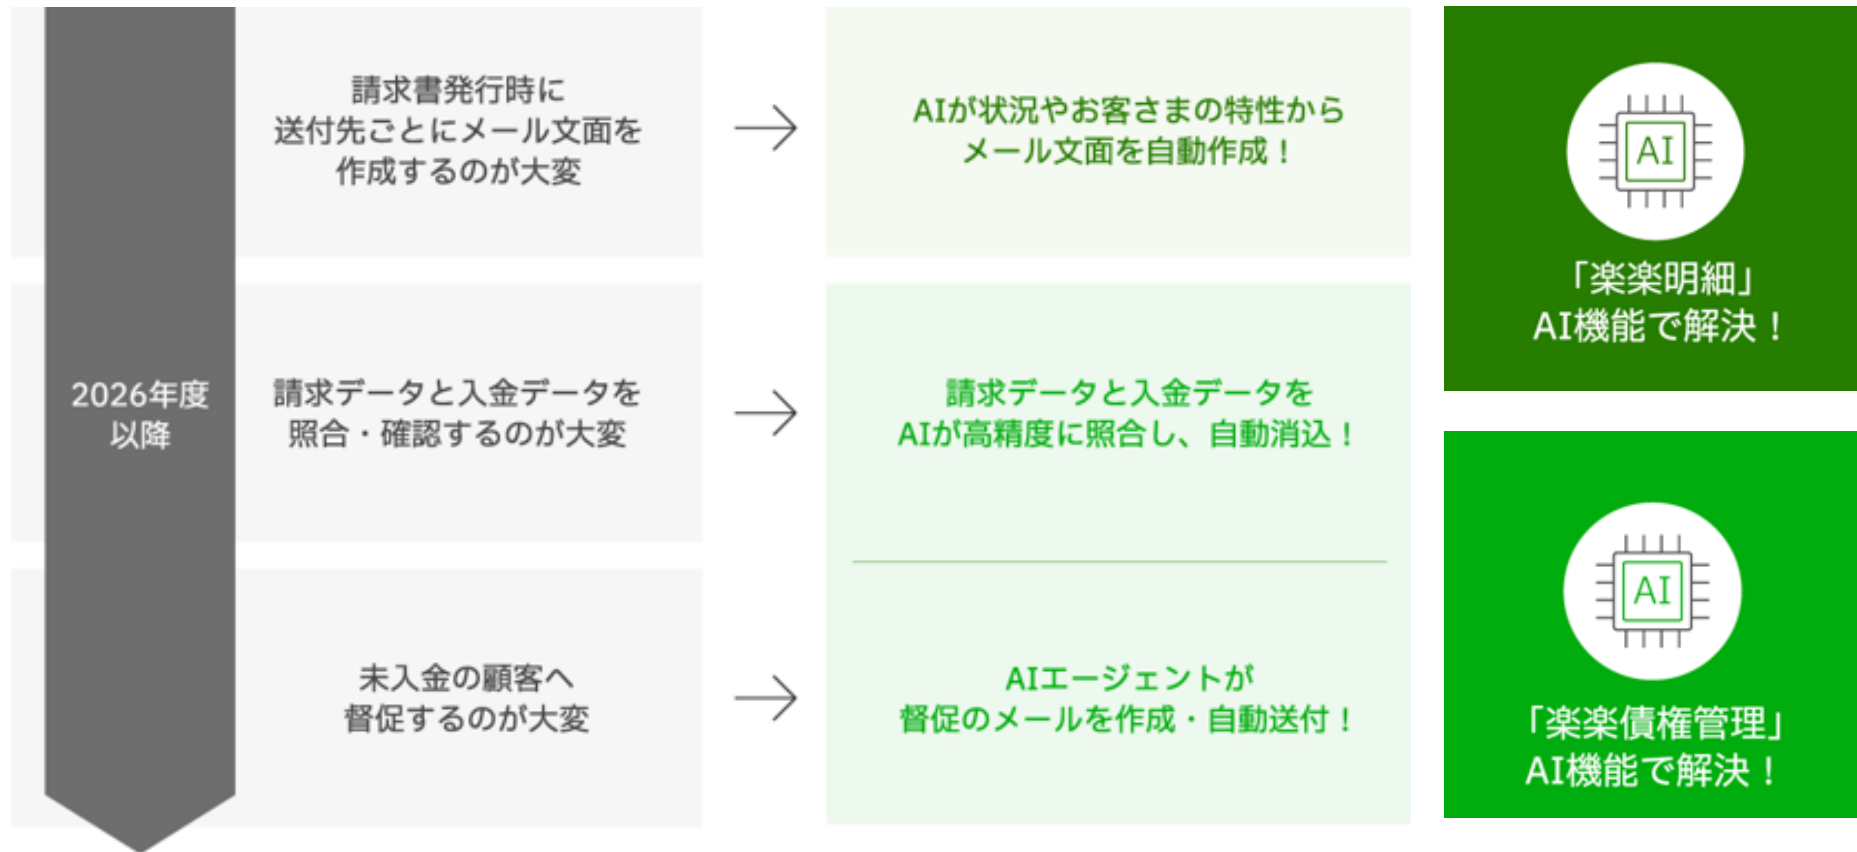 請求書発行時に
送付先ごとにメール文面を
作成するのが大変
AIが状況やお客さまの特性から
メール文面を自動作成！
AI
「楽楽明細」
AI機能で解決！
2026年度
以降
請求データと入金データを
照合・確認するのが大変
請求データと入金データを
AIが高精度に照合し、自動消込！
未入金の顧客へ
督促するのが大変
AIエージェントが
督促のメールを作成・自動送付！
AI
「楽楽債権管理」
AI機能で解決！